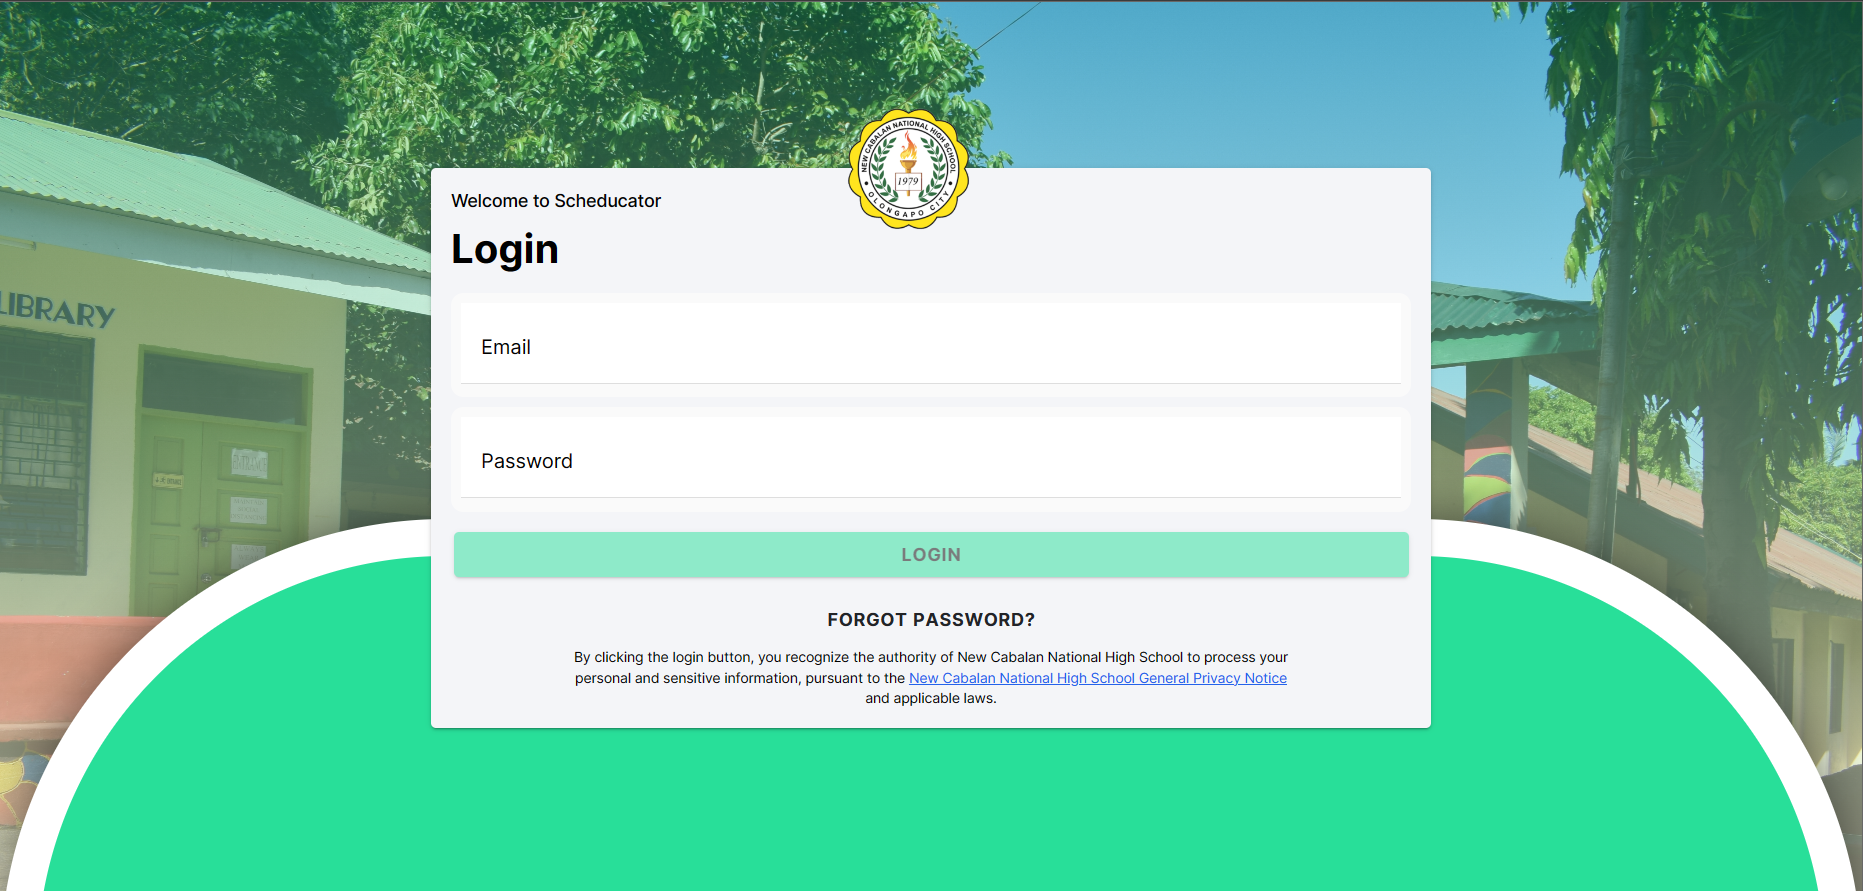 NEW CABALAN NATIONAL HIGH SCHOOL
1979
OLONGAPO CITY
Welcome to Scheducator
Login
LIBRARY
Email
Password
ENTRANCE
LOGIN
FORGOT PASSWORD?
By clicking the login button, you recognize the authority of New Cabalan National High School to process your
personal and sensitive information, pursuant to the New Cabalan National High School General Privacy Notice
and applicable laws.